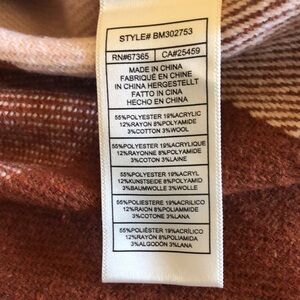 STYLE# BM302753
RN#67365 CA#25459
MADE IN CHINA
FABRIQUÉ EN CHINE
IN CHINA HERGESTELLT
FATTO IN CINA
HECHO EN CHINA
55%POLYESTER 19%ACRYLIC
12%RAYON 8%POLYAMIDE
3%COTTON 3%WOOL
55%POLYESTER 19%ACRYLIQUE
12%RAYONNE 8%POLYAMIDE
3%COTON 3%LAINE
55%POLYESTER 19%ACRYL
12%KUNSTSEIDE 8%POLYAMID
3%BAUMWOLLE 3%WOLLE
55%POLIESTERE 19%ACRILICO
12%RAION 8%POLIAMMIDE
3%COTONE 3%LANA
55%POLIÉSTER 19%ACRÍLICO
12%RAYÓN 8%POLIAMIDA
3%ALGODÓN 3%LANA